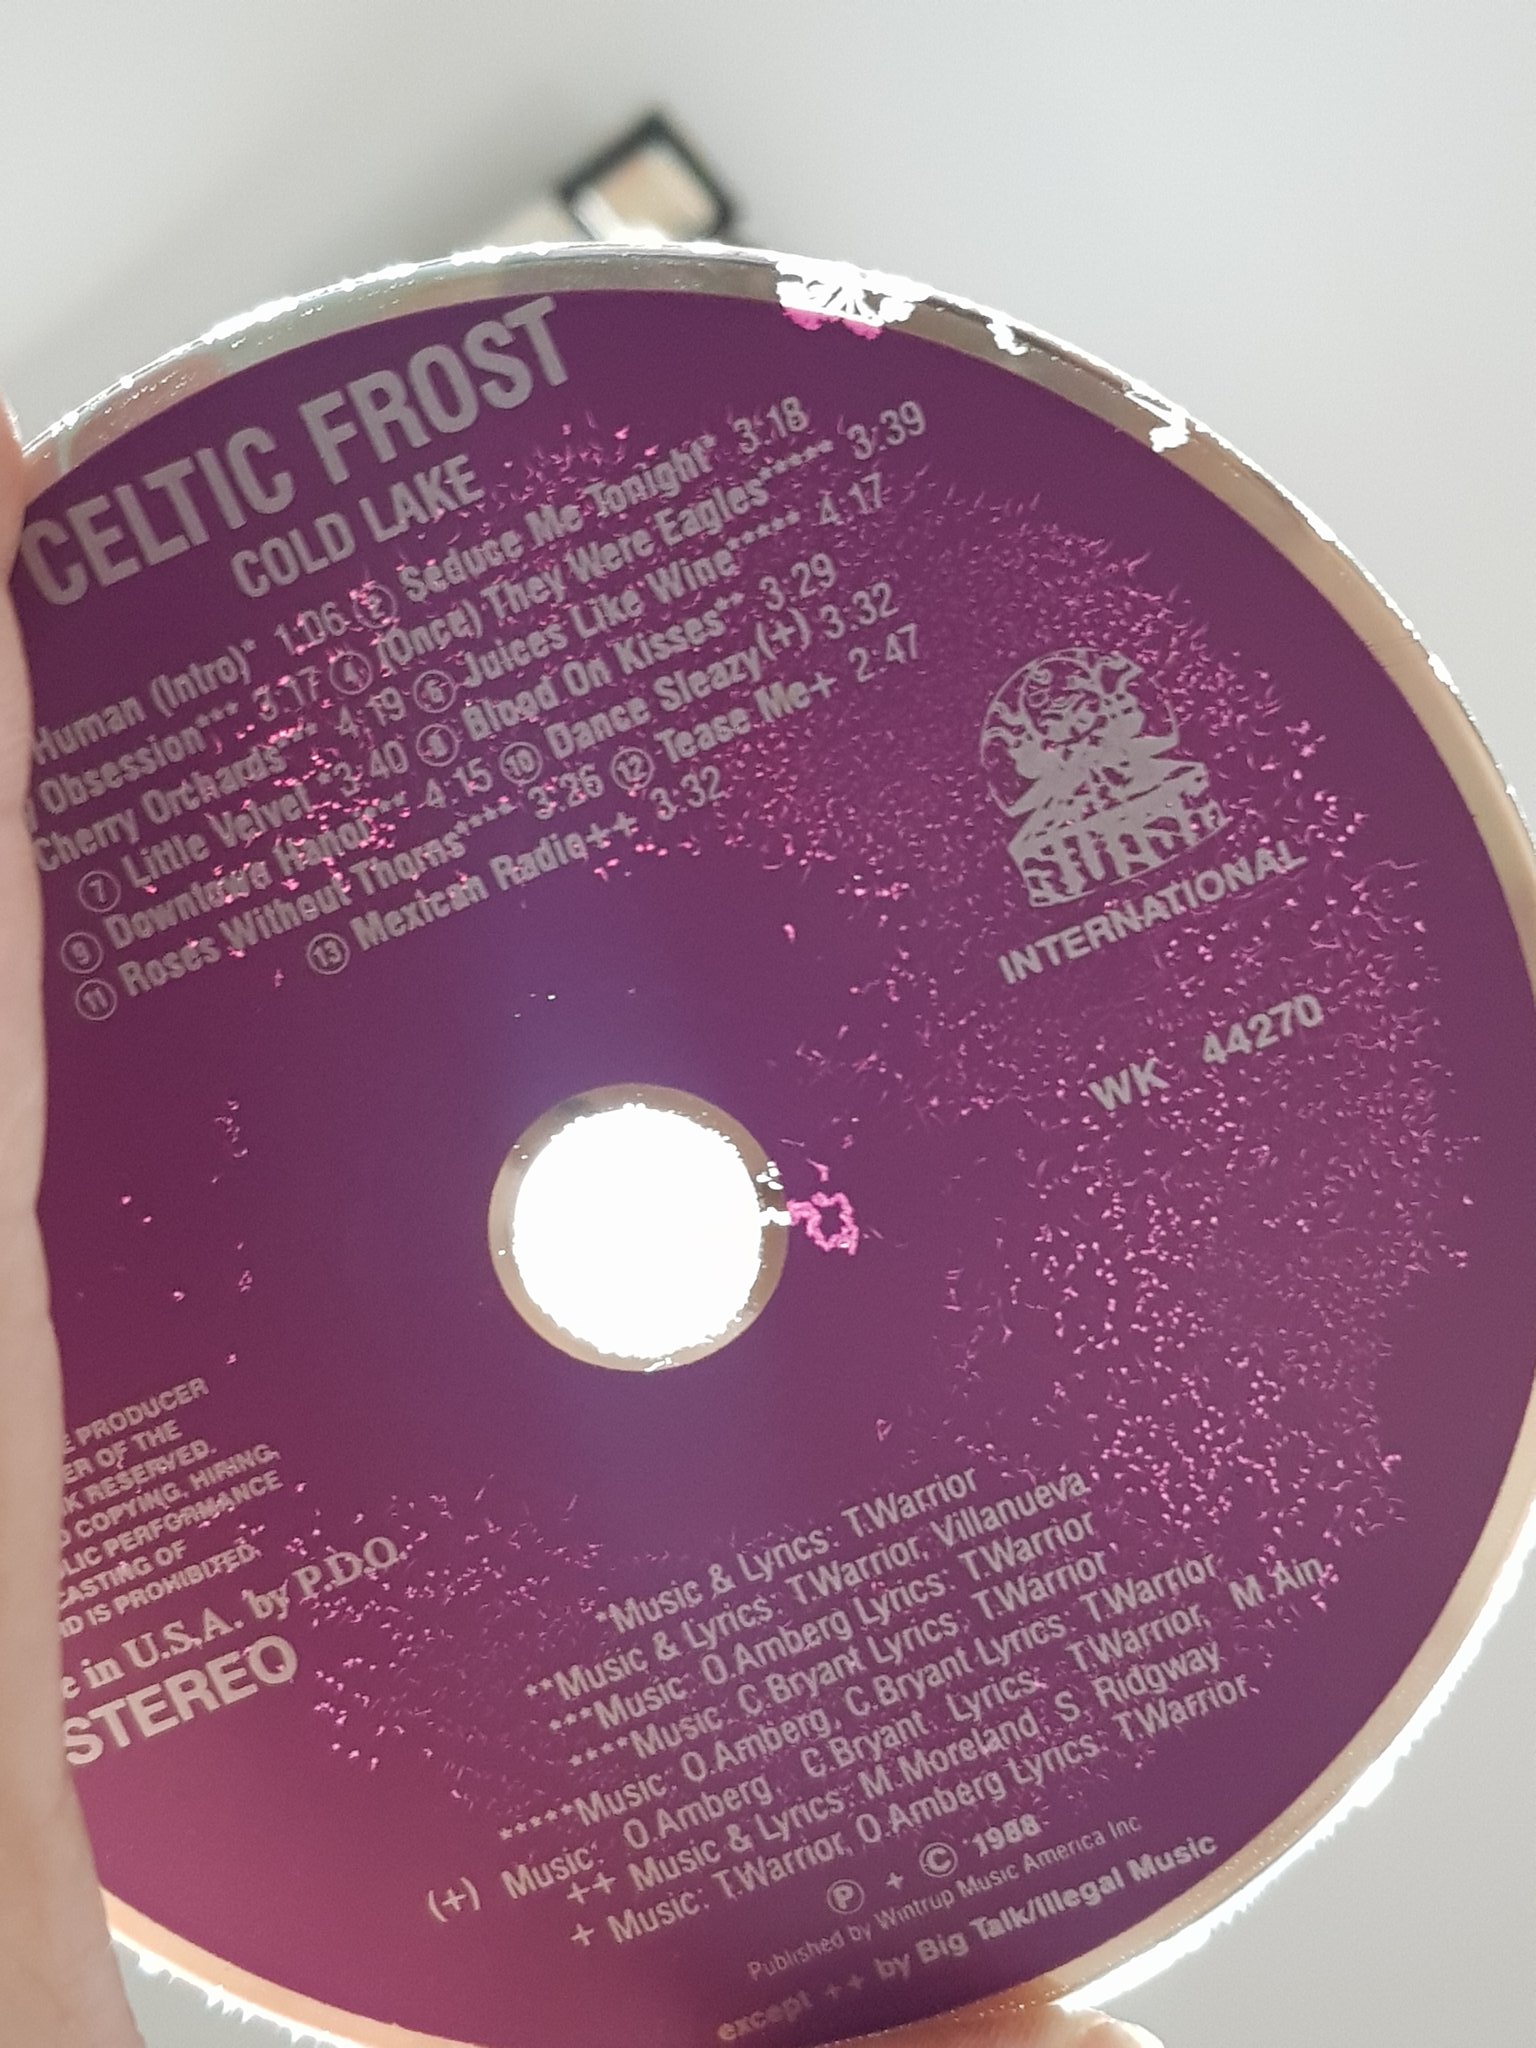 CELTIC FROST
COLD LAKE
Human (Intro)* 1:06 ② Seduce Me Tonight* 3:18
Obsession*** 3:17 ④ (Once) They Were Eagles****** 3:39
Cherry Orchards*** 4:19 ⑥ Juices Like Wine***** 4:17
⑦ Little Velvet *3:40 ⑧ Blood On Kisses** 3:29
⑨ Downtown Hanoi*** 4:15 ⑩ Dance Sleazy(+) 3:32
⑪ Roses Without Thorns**** 3:26 ⑫ Tease Me+ 2:47
⑬ Mexican Radio++ 3:32
INTERNATIONAL
WK 44270
PRODUCER
OF THE
RESERVED.
COPYING, HIRING,
PERFORMANCE
OF
IS PROHIBITED.
in U.S.A. by P.D.O.
STEREO
*Music & Lyrics: T.Warrior
**Music & Lyrics: T.Warrior, Villanueva
***Music: O.Amberg Lyrics: T.Warrior
****Music: C.Bryant Lyrics: T.Warrior
*****Music: O.Amberg, C.Bryant Lyrics: T.Warrior
(+) Music: O.Amberg, C.Bryant Lyrics: T.Warrior, M.Ain
++ Music & Lyrics: M.Moreland, S. Ridgway
+ Music: T.Warrior, O.Amberg Lyrics: T.Warrior
Ⓟ + © 1988
Published by Wintrup Music America Inc
except ++ by Big Talk/Illegal Music